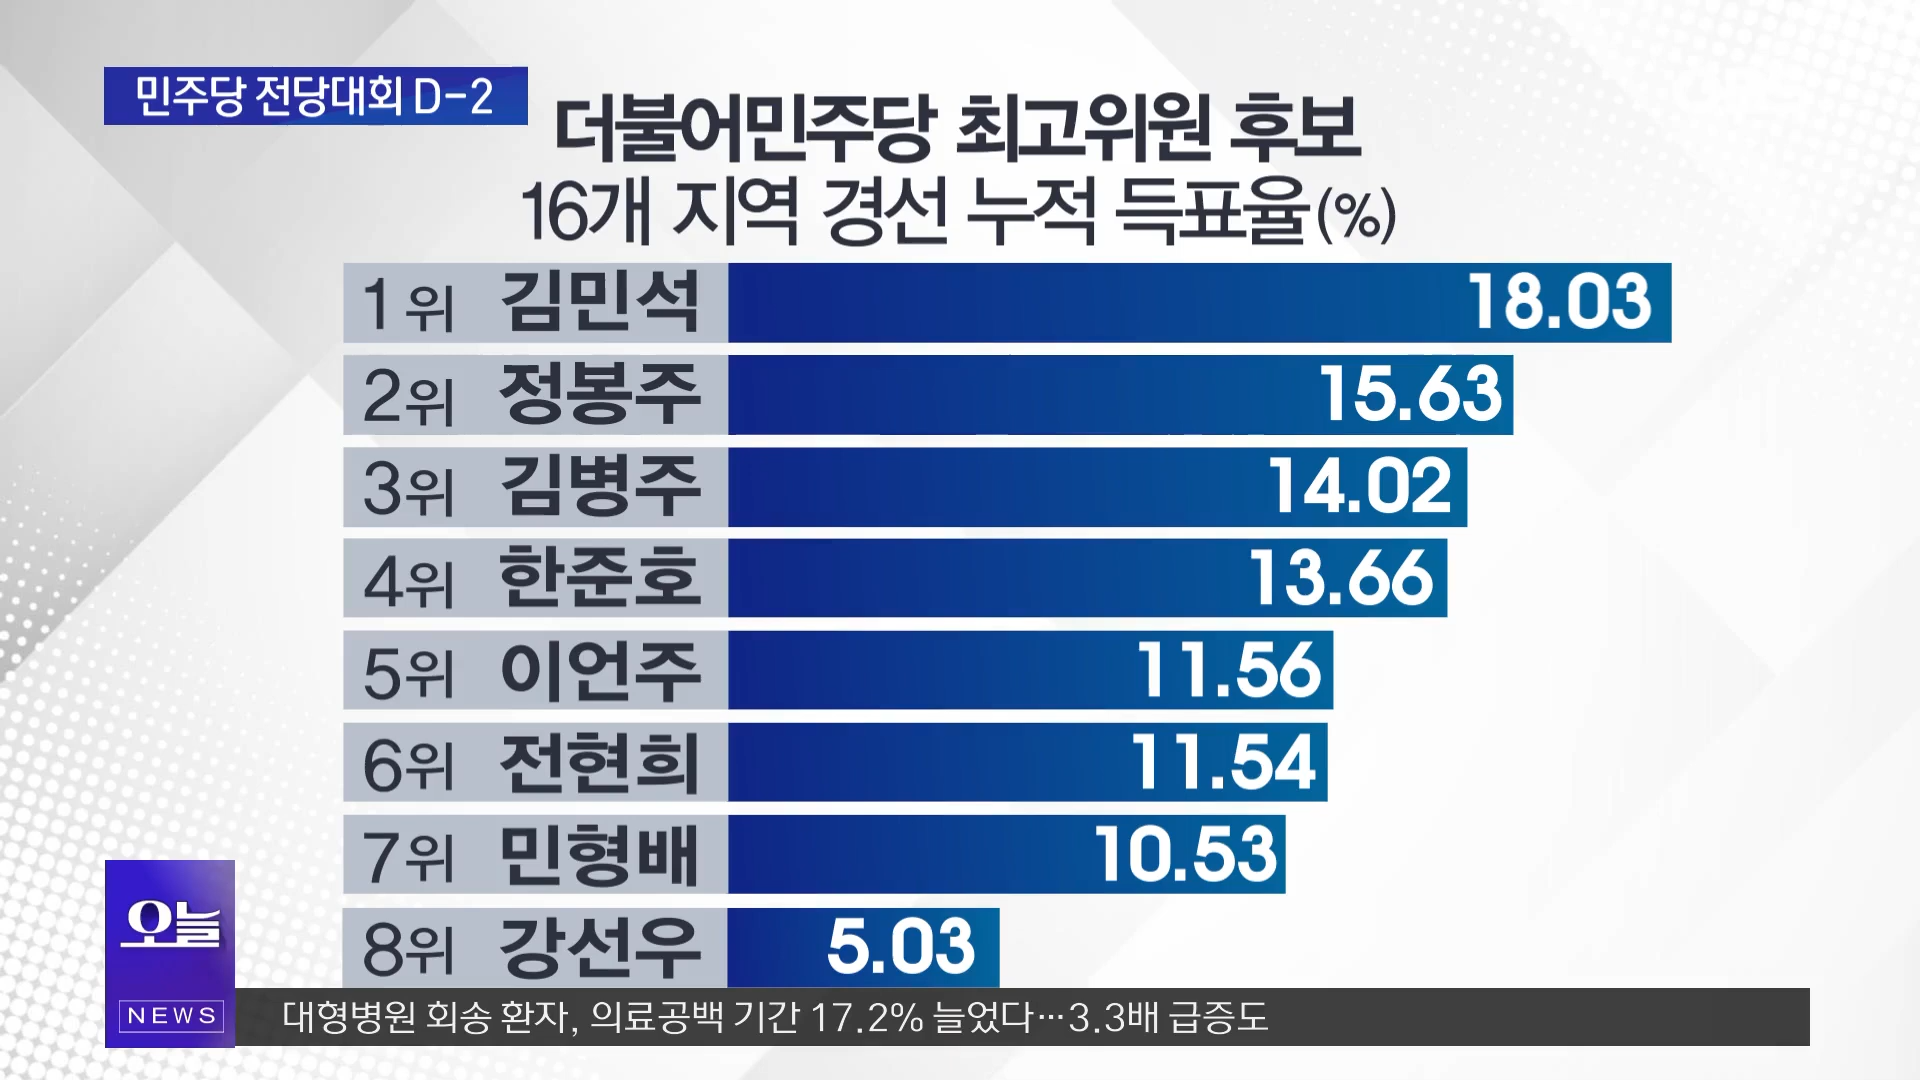 민주당 전당대회 D-2
더불어민주당 최고위원 후보
16개 지역 경선 누적 득표율(%)
1위 김민석 18.03
2위 정봉주 15.63
3위 김병주 14.02
4위 한준호 13.66
5위 이언주 11.56
6위 전현희 11.54
7위 민형배 10.53
8위 강선우 5.03
오늘
NEWS
대형병원 회송 환자, 의료공백 기간 17.2% 늘었다…3.3배 급증도